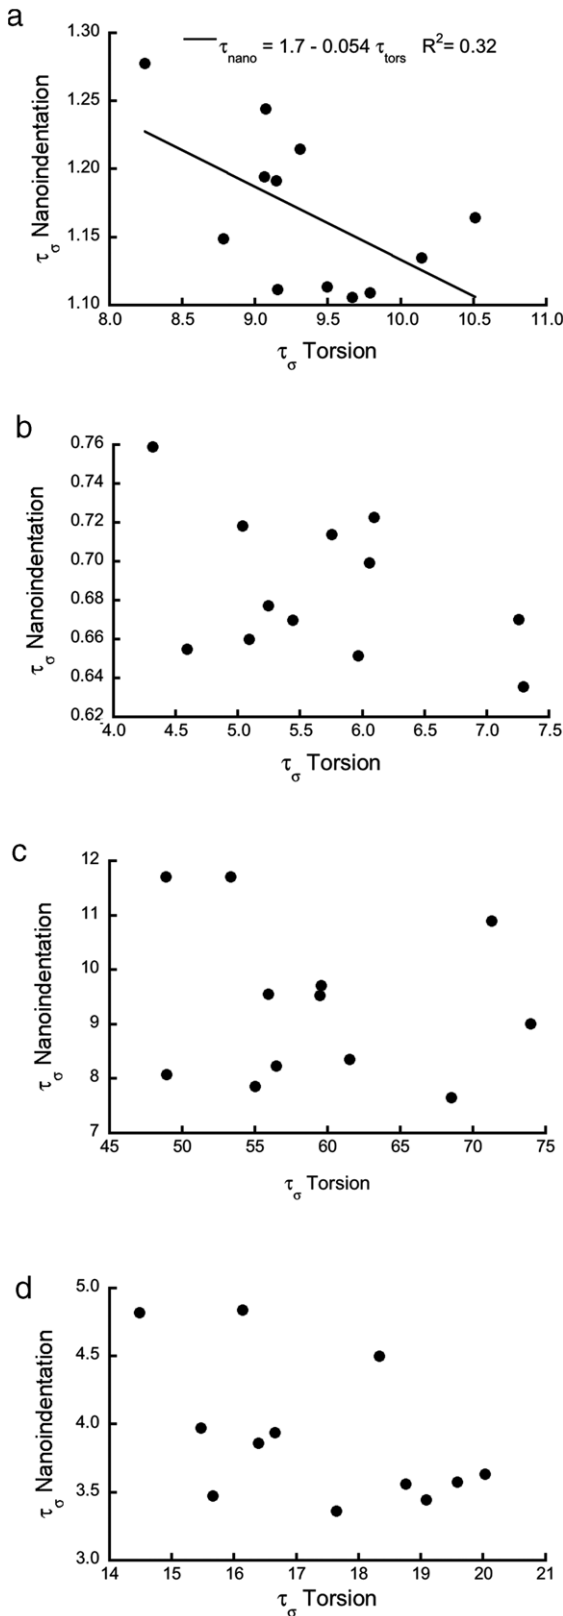 a
τnano = 1.7 - 0.054 τtors R²= 0.32
1.30
1.25
1.20
1.15
1.10
8.0 8.5 9.0 9.5 10.0 10.5 11.0
τσ Nanoindentation
τσ Torsion
b
0.76
0.74
0.72
0.70
0.68
0.66
0.64
0.62
4.0 4.5 5.0 5.5 6.0 6.5 7.0 7.5
τσ Nanoindentation
τσ Torsion
c
12
11
10
9
8
7
45 50 55 60 65 70 75
τσ Nanoindentation
τσ Torsion
d
5.0
4.5
4.0
3.5
3.0
14 15 16 17 18 19 20 21
τσ Nanoindentation
τσ Torsion